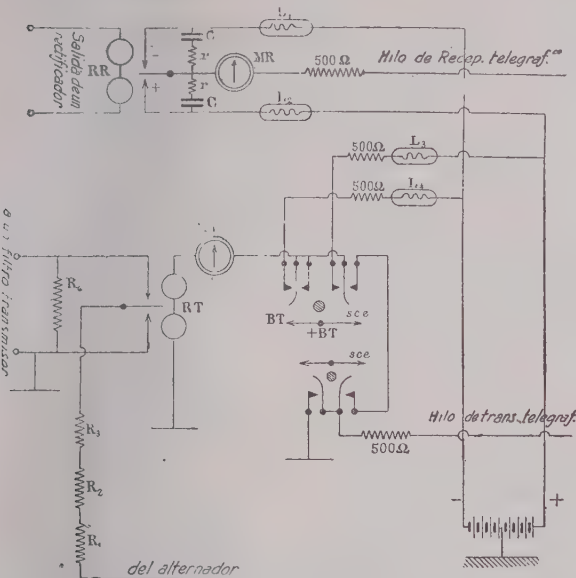 L₁
C
Salida de un
rectificador
RR
-
+
r
r
MR
500 Ω
Hilo de Recep. telegraf.ca
C
L₂
500Ω
L₃
500Ω
L₄
a un filtro transmisor
R₄
RT
BT
sce
+BT
sce
Hilo de trans. telegraf.
500Ω
R₃
R₂
R₁
-
+
del alternador